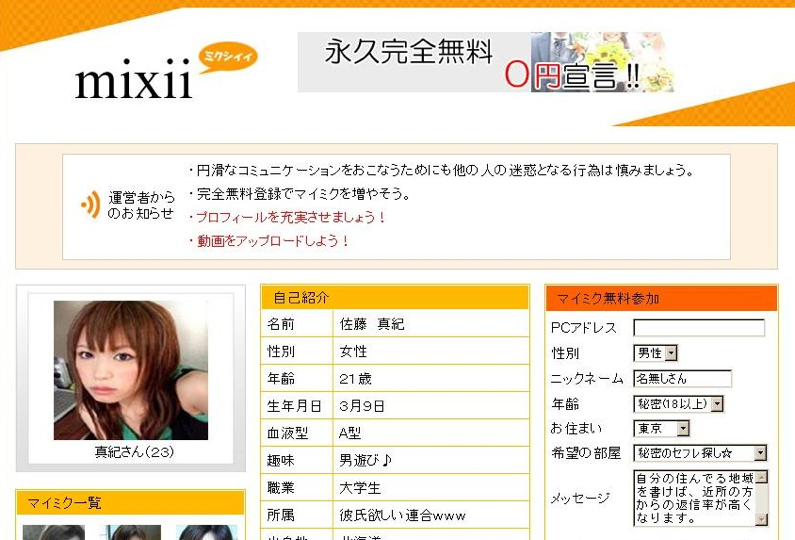 mixii
ミクシィイ
永久完全無料
0円宣言!!
運営者から
のお知らせ
・円滑なコミュニケーションをおこなうためにも他の人の迷惑となる行為は慎みましょう。
・完全無料登録でマイミクを増やそう。
・プロフィールを充実させましょう!
・動画をアップロードしよう!
真紀さん(23)
マイミク一覧
自己紹介
名前 佐藤 真紀
性別 女性
年齢 21歳
生年月日 3月9日
血液型 A型
趣味 男遊び♪
職業 大学生
所属 彼氏欲しい連合www
マイミク無料参加
PCアドレス
性別 男性
ニックネーム 名無しさん
年齢 秘密(18以上)
お住まい 東京
希望の部屋 秘密のセフレ探し☆
メッセージ
自分の住んでる地域
を書けば、近所の方
からの返信率が高く
なります。